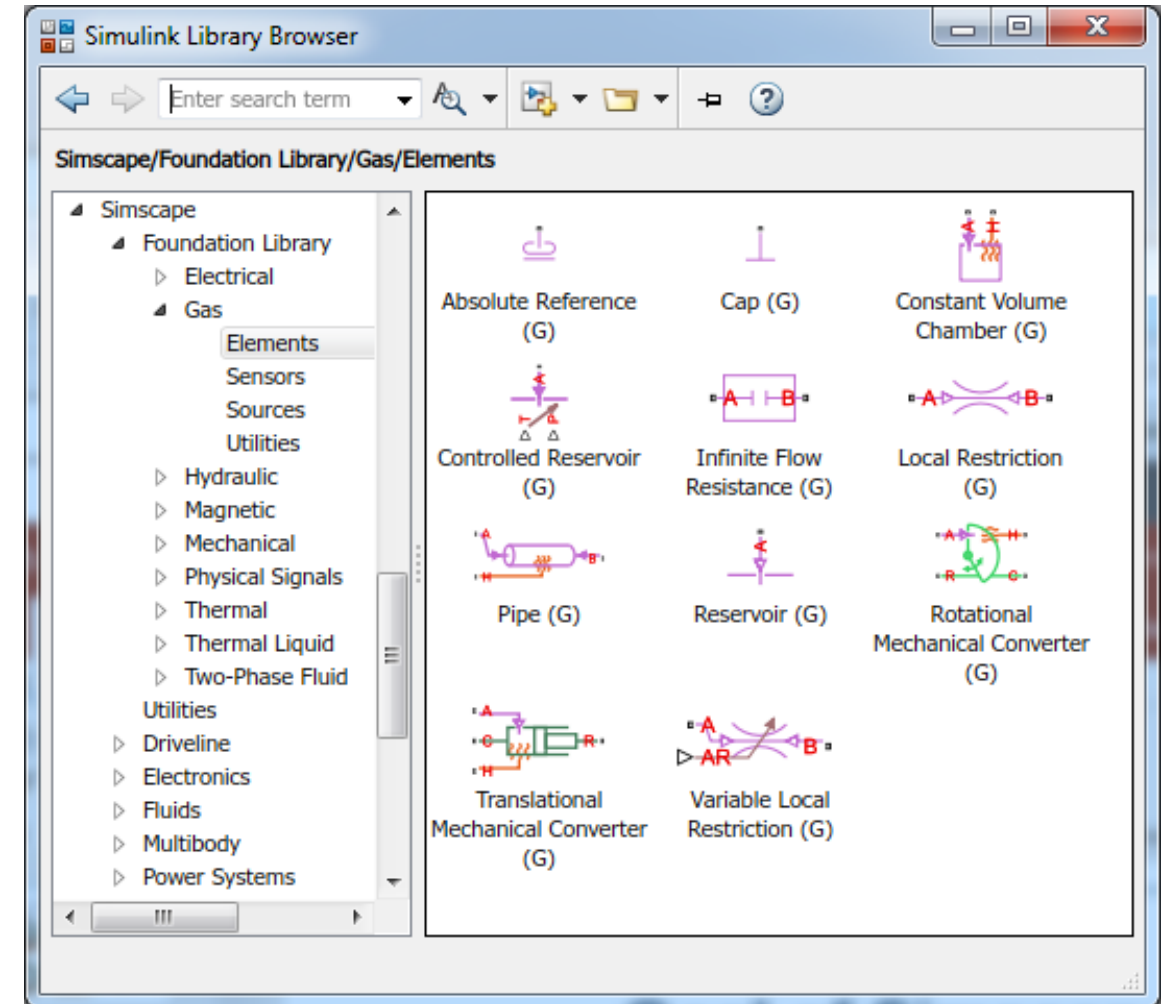 Simulink Library Browser
Enter search term
Simscape/Foundation Library/Gas/Elements
Simscape
Foundation Library
Electrical
Gas
Elements
Sensors
Sources
Utilities
Hydraulic
Magnetic
Mechanical
Physical Signals
Thermal
Thermal Liquid
Two-Phase Fluid
Utilities
Driveline
Electronics
Fluids
Multibody
Power Systems
A
H
Absolute Reference
(G)
Cap (G)
Constant Volume
Chamber (G)
A
T
P
A
B
A
B
Controlled Reservoir
(G)
Infinite Flow
Resistance (G)
Local Restriction
(G)
A
B
H
A
A
H
R
C
Pipe (G)
Reservoir (G)
Rotational
Mechanical Converter
(G)
A
C
R
H
A
B
AR
Translational
Mechanical Converter
(G)
Variable Local
Restriction (G)